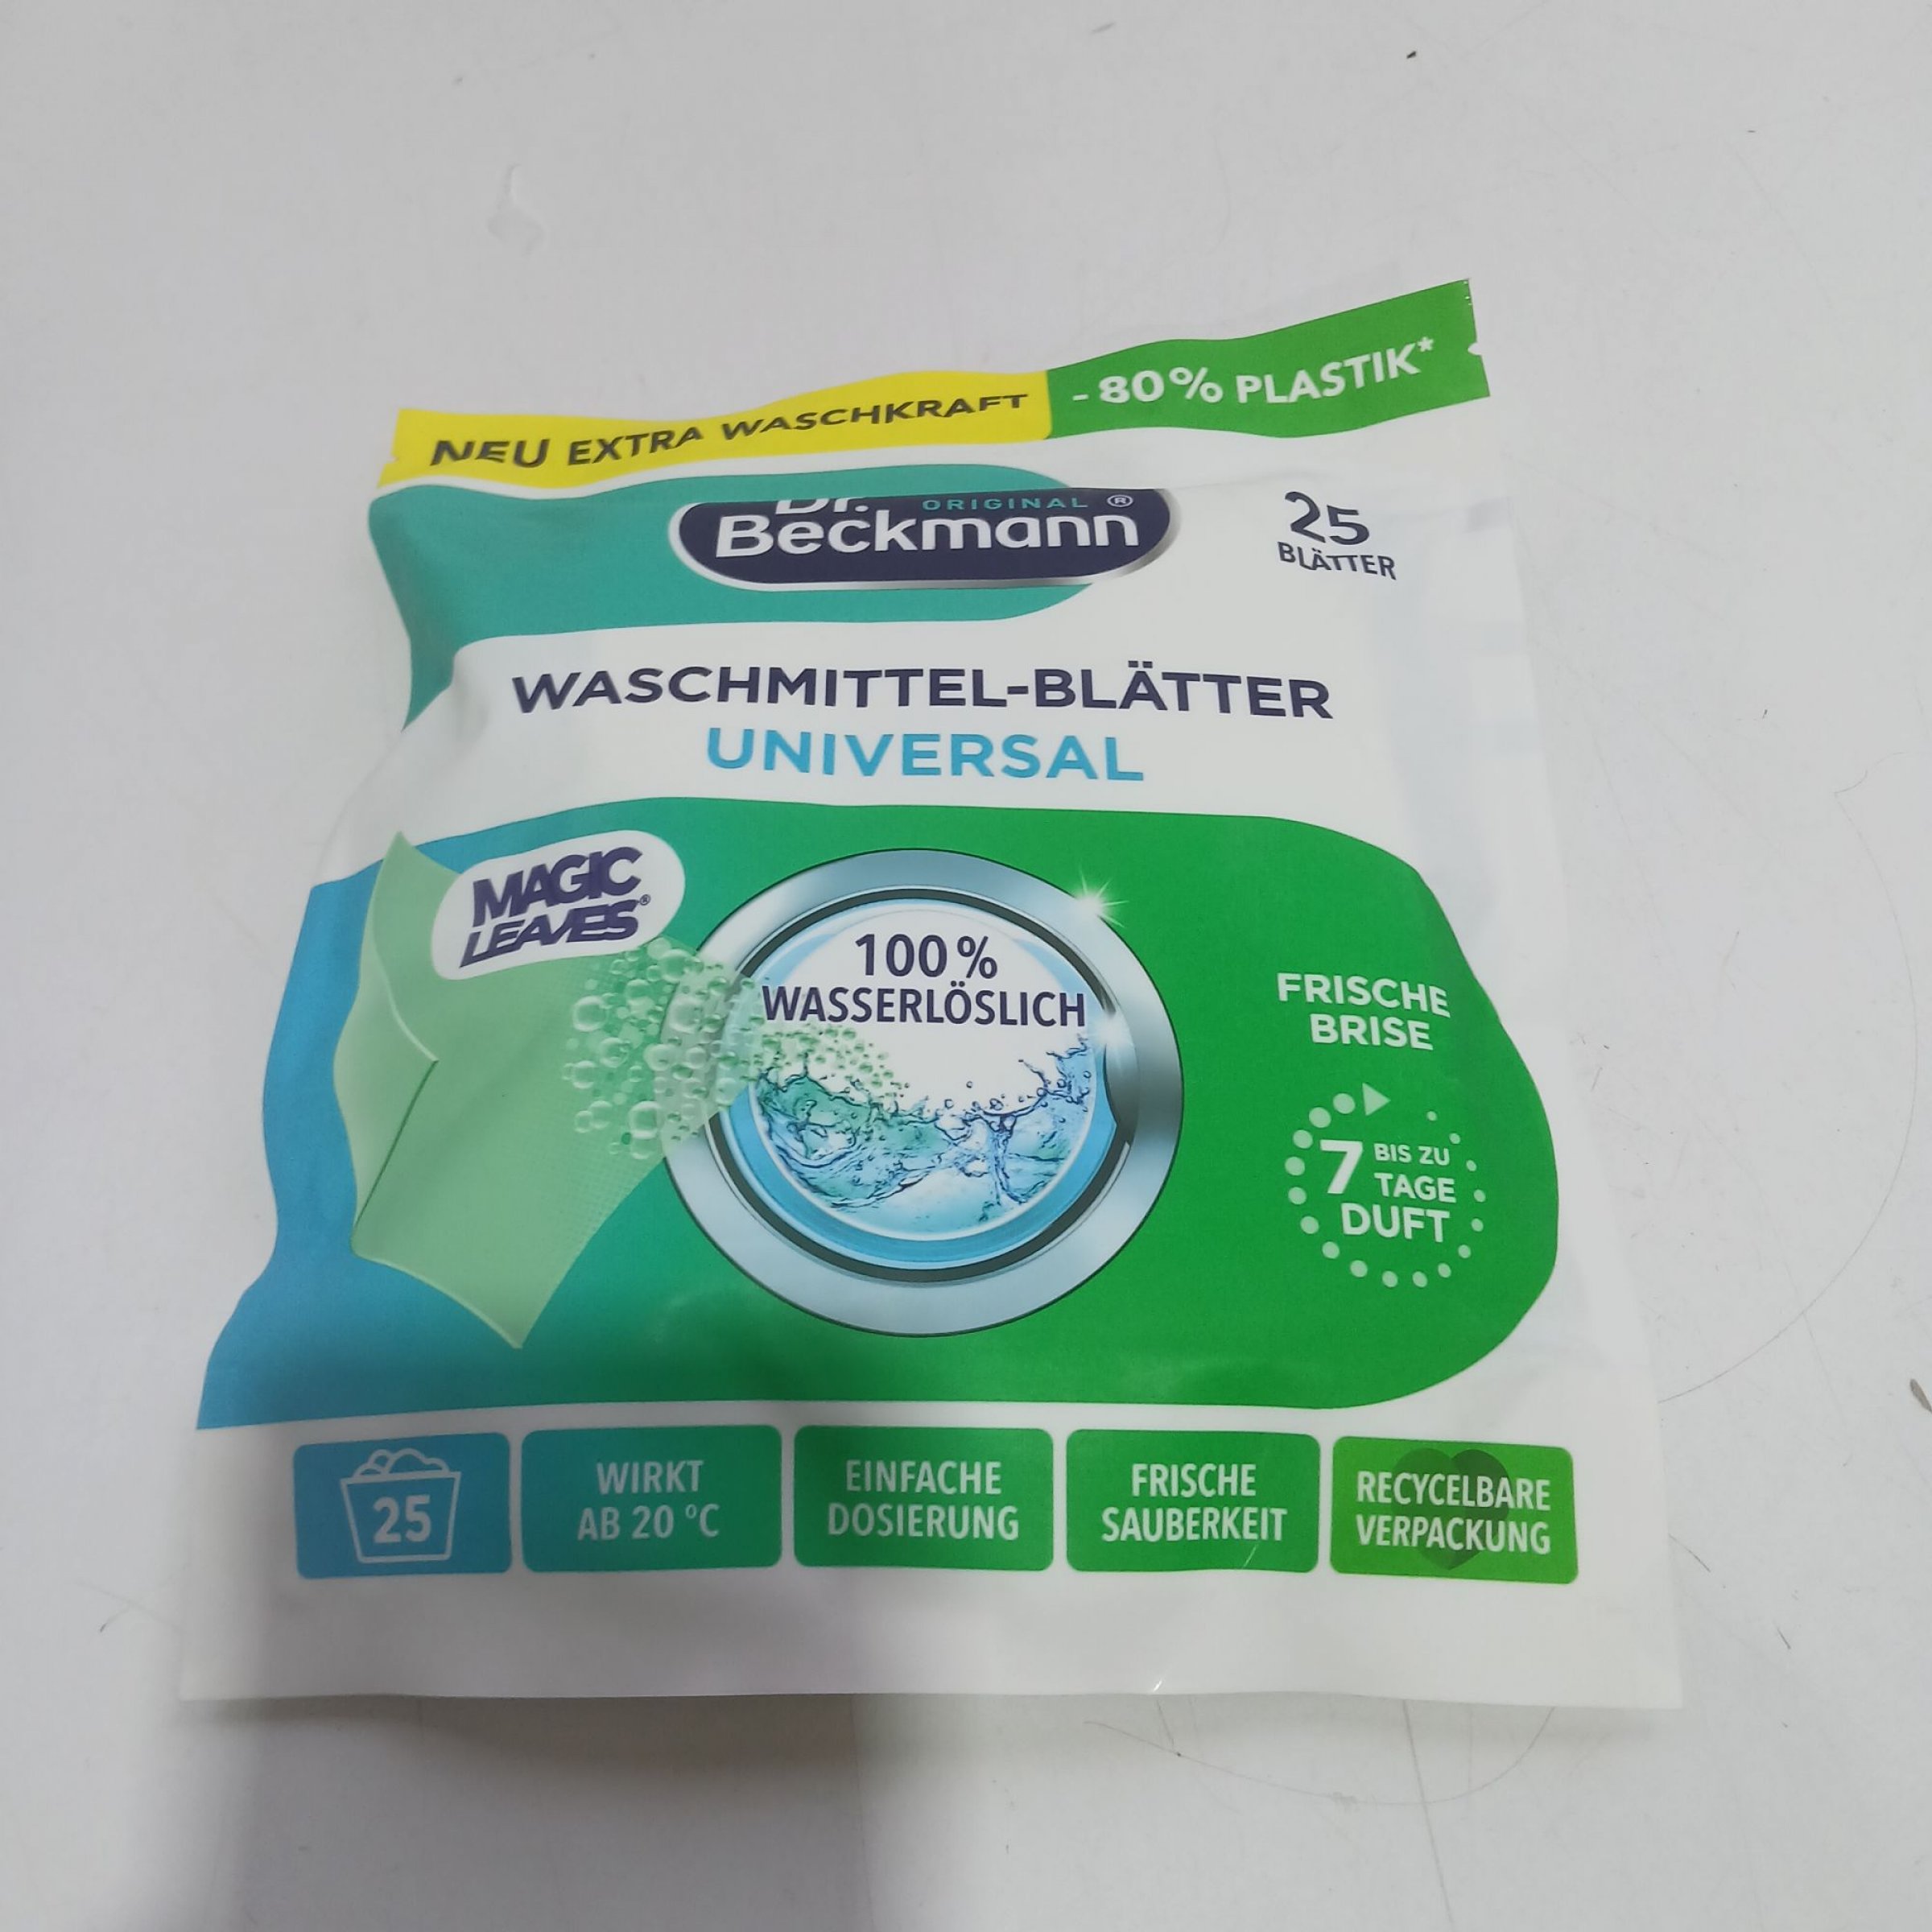 NEU EXTRA WASCHKRAFT
- 80% PLASTIK*
Dr. ORIGINAL ®
Beckmann
25
BLÄTTER
WASCHMITTEL-BLÄTTER
UNIVERSAL
MAGIC
LEAVES®
100%
WASSERLÖSLICH
FRISCHE
BRISE
7 BIS ZU
TAGE
DUFT
25
WIRKT
AB 20 °C
EINFACHE
DOSIERUNG
FRISCHE
SAUBERKEIT
RECYCELBARE
VERPACKUNG